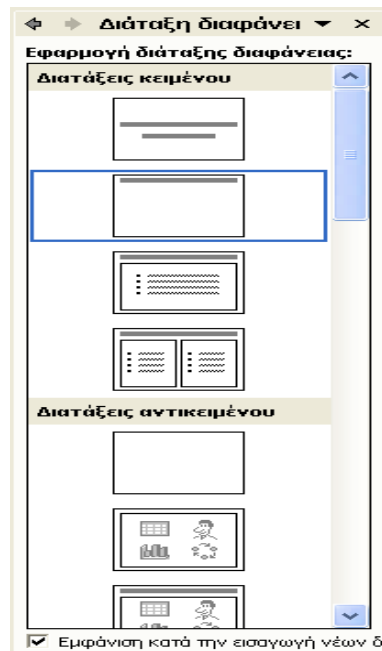 Διάταξη διαφάνει
Εφαρμογή διάταξης διαφάνειας:
Διατάξεις κειμένου
Διατάξεις αντικειμένου
Εμφάνιση κατά την εισαγωγή νέων δ